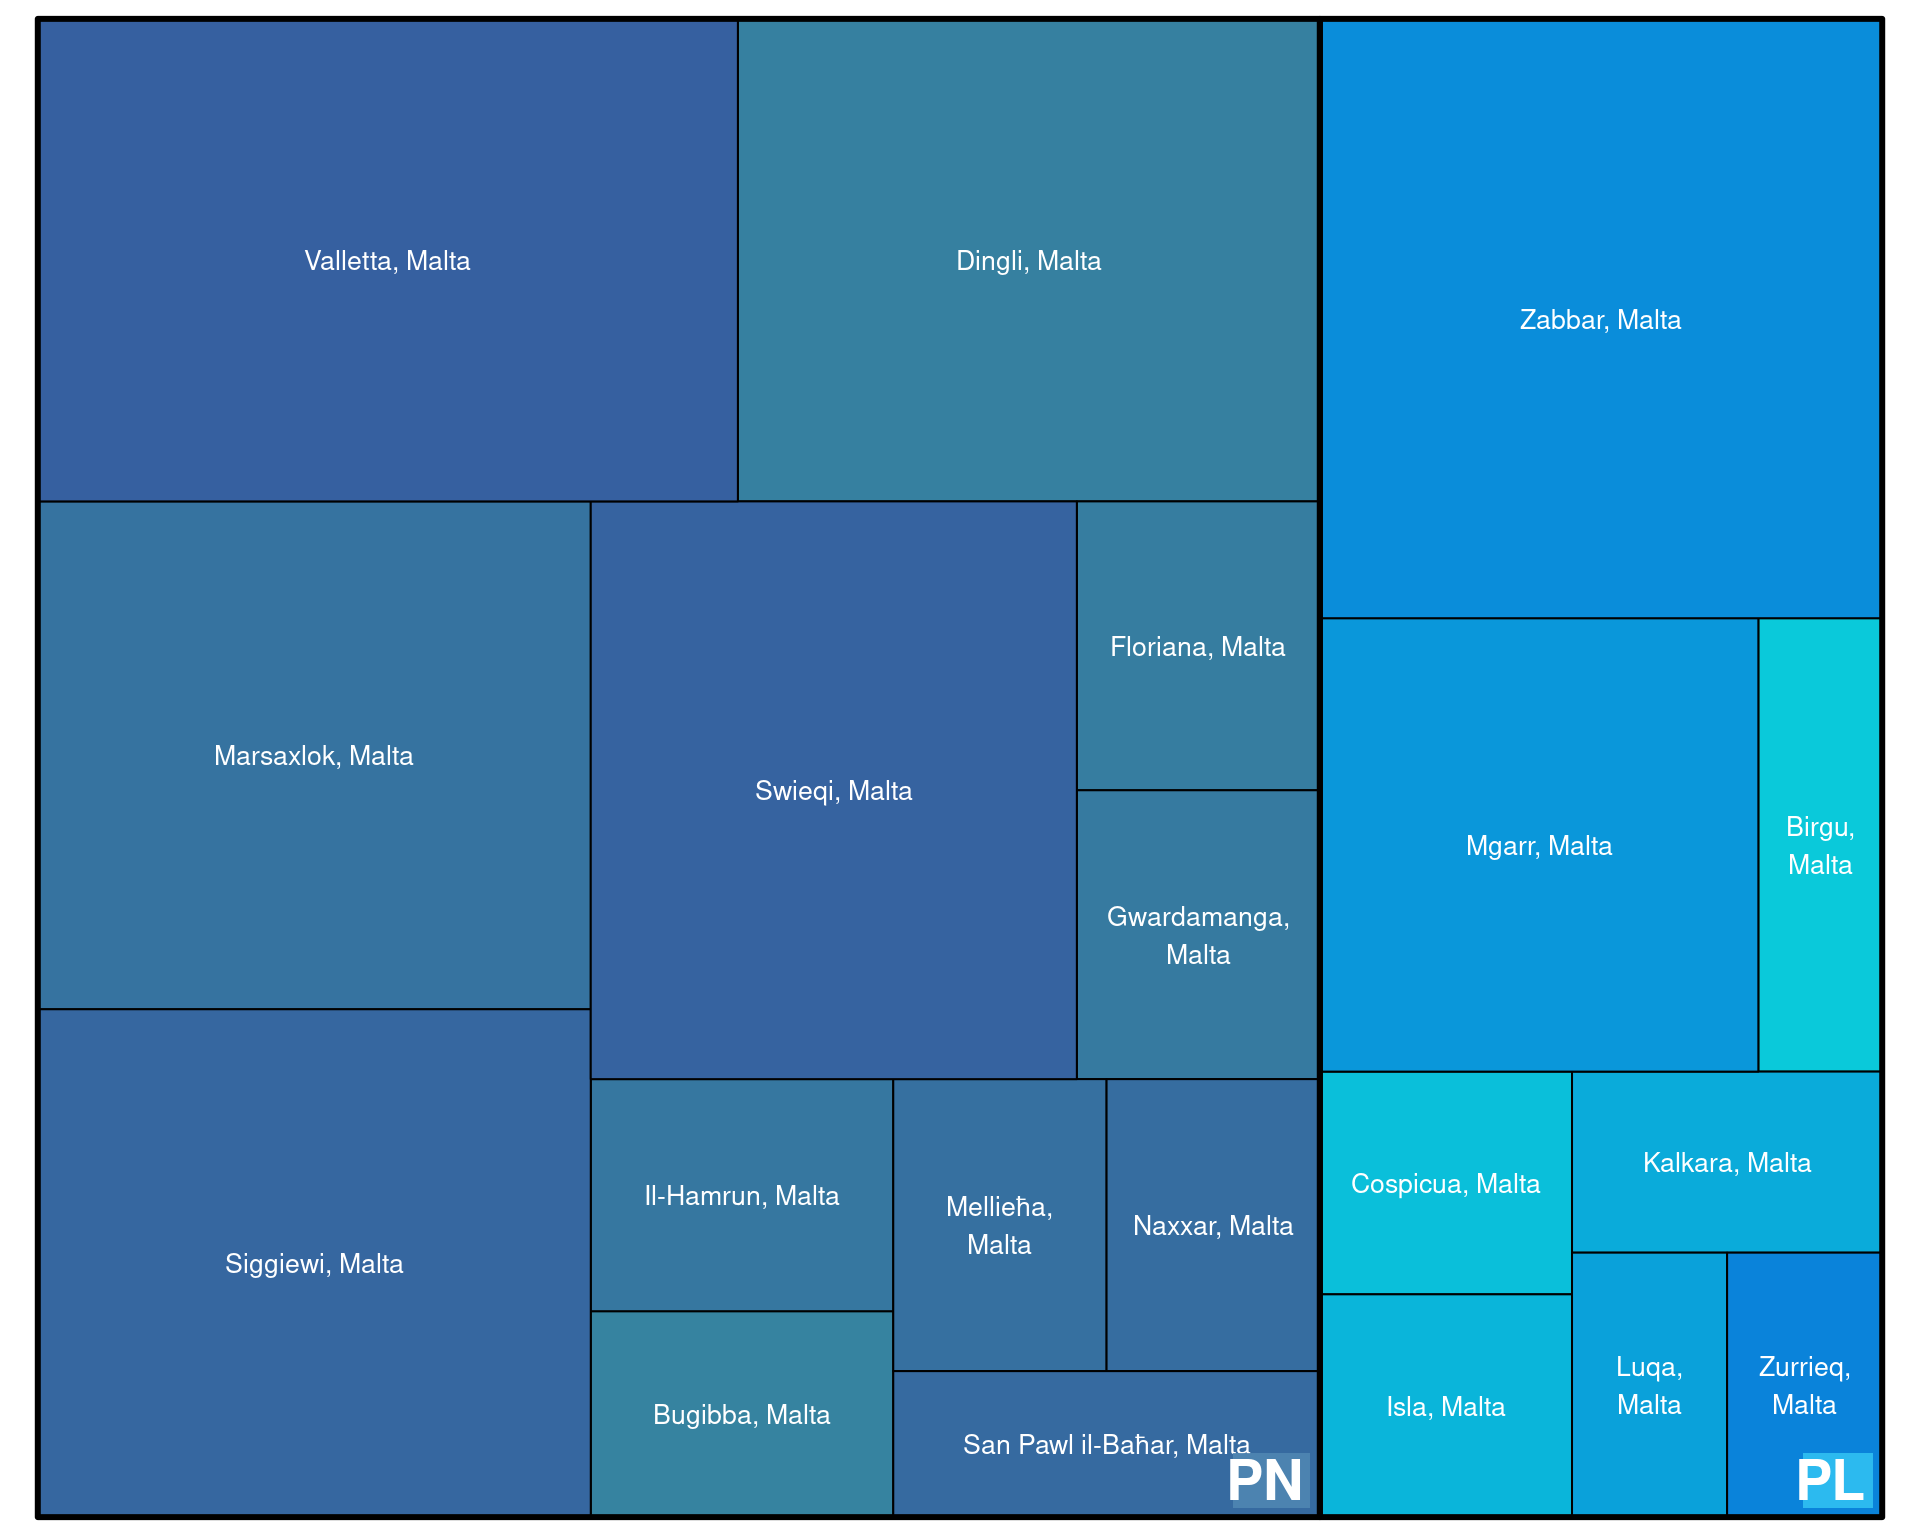 Valletta, Malta
Dingli, Malta
Zabbar, Malta
Marsaxlok, Malta
Swieqi, Malta
Floriana, Malta
Gwardamanga,
Malta
Mgarr, Malta
Birgu,
Malta
Siggiewi, Malta
Il-Hamrun, Malta
Mellieħa,
Malta
Naxxar, Malta
Bugibba, Malta
San Pawl il-Baħar, Malta
PN
Cospicua, Malta
Kalkara, Malta
Isla, Malta
Luqa,
Malta
Zurrieq,
Malta
PL